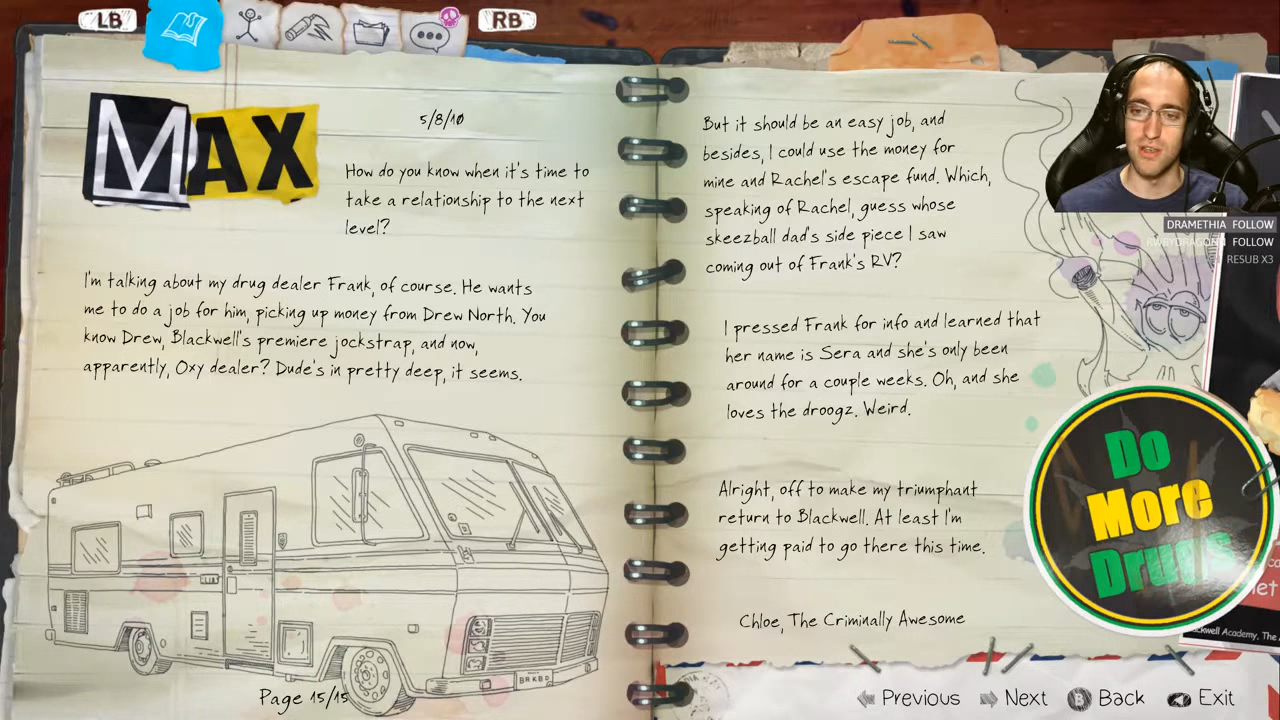 LB
RB
MAX
5/8/10
How do you know when it's time to
take a relationship to the next
level?
I'm talking about my drug dealer Frank, of course. He wants
me to do a job for him, picking up money from Drew North. You
know Drew, Blackwell's premiere jockstrap, and now,
apparently, Oxy dealer? Dude's in pretty deep, it seems.
BRKBD
Page 15/15
But it should be an easy job, and
besides, I could use the money for
mine and Rachel's escape fund. Which,
speaking of Rachel, guess whose
skeezball dad's side piece I saw
coming out of Frank's RV?
I pressed Frank for info and learned that
her name is Sera and she's only been
around for a couple weeks. Oh, and she
loves the droogz. Weird.
Alright, off to make my triumphant
return to Blackwell. At least I'm
getting paid to go there this time.
Chloe, The Criminally Awesome
DRAMETHIA FOLLOW
FOLLOW
RESUB X3
Do
More
Drugs
Blackwell Academy, The
Previous
Next
B Back
Exit